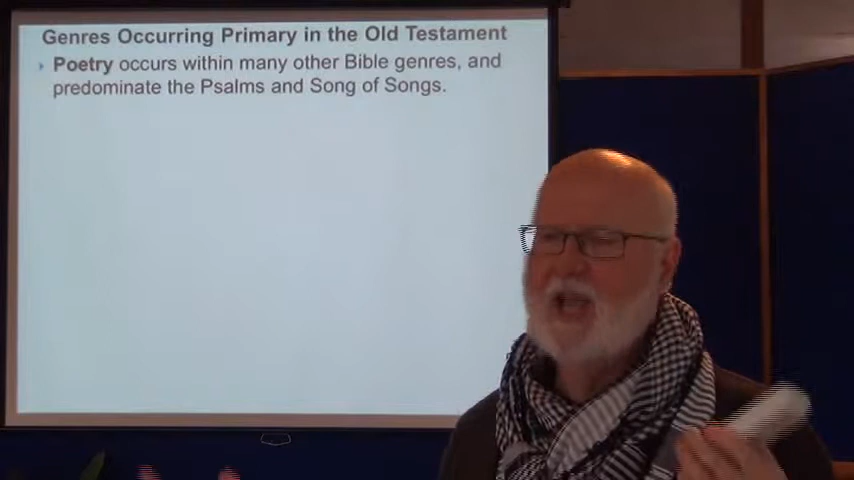 Genres Occurring Primary in the Old Testament
Poetry occurs within many other Bible genres, and
predominate the Psalms and Song of Songs.